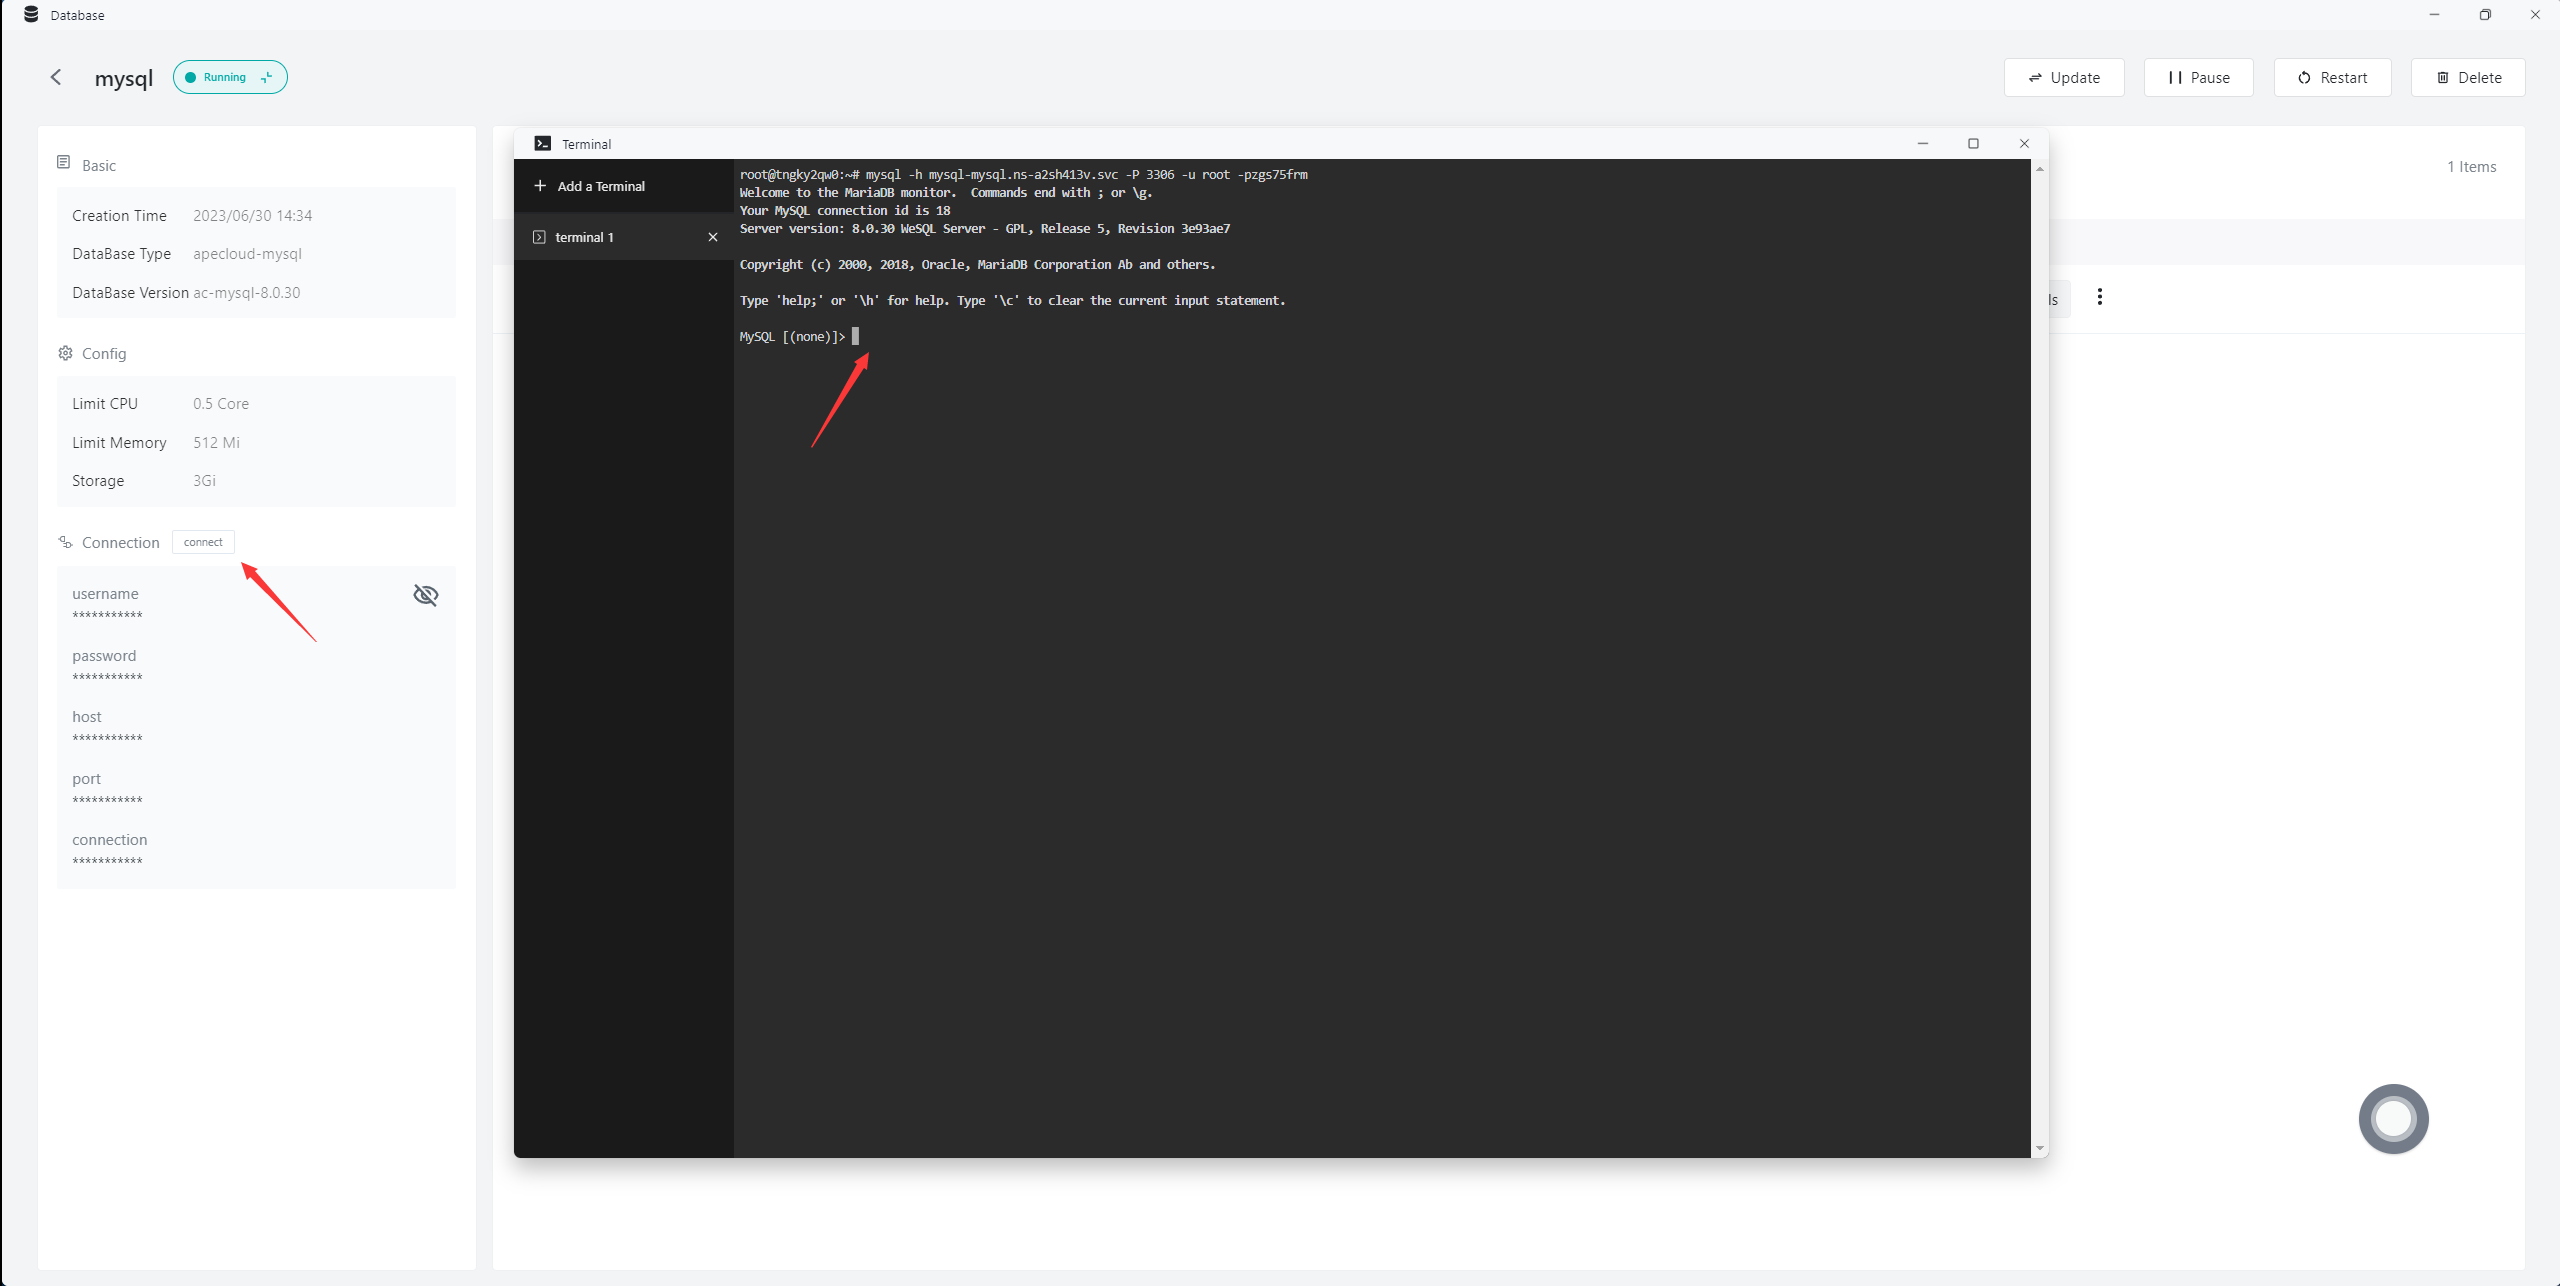 Database
mysql
Running
Update
Pause
Restart
Delete
Basic
Creation Time 2023/06/30 14:34
DataBase Type apecloud-mysql
DataBase Version ac-mysql-8.0.30
Config
Limit CPU 0.5 Core
Limit Memory 512 Mi
Storage 3Gi
Connection connect
username
***********
password
***********
host
***********
port
***********
connection
***********
Terminal
Add a Terminal
terminal 1
root@tngky2qw0:~# mysql -h mysql-mysql.ns-a2sh413v.svc -P 3306 -u root -pzgs75frm
Welcome to the MariaDB monitor.  Commands end with ; or \g.
Your MySQL connection id is 18
Server version: 8.0.30 WeSQL Server - GPL, Release 5, Revision 3e93ae7
Copyright (c) 2000, 2018, Oracle, MariaDB Corporation Ab and others.
Type 'help;' or '\h' for help. Type '\c' to clear the current input statement.
MySQL [(none)]>
1 Items
ls